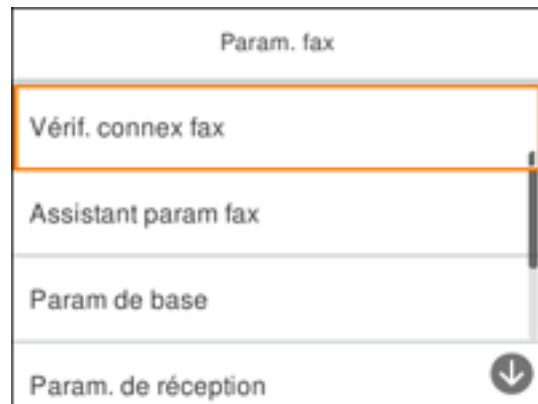 Param. fax
Vérif. connex fax
Assistant param fax
Param de base
Param. de réception